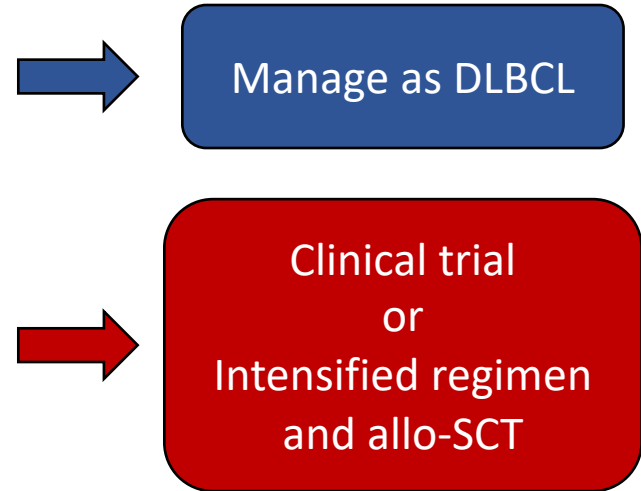 Manage as DLBCL
Clinical trial
or
Intensified regimen
and allo-SCT